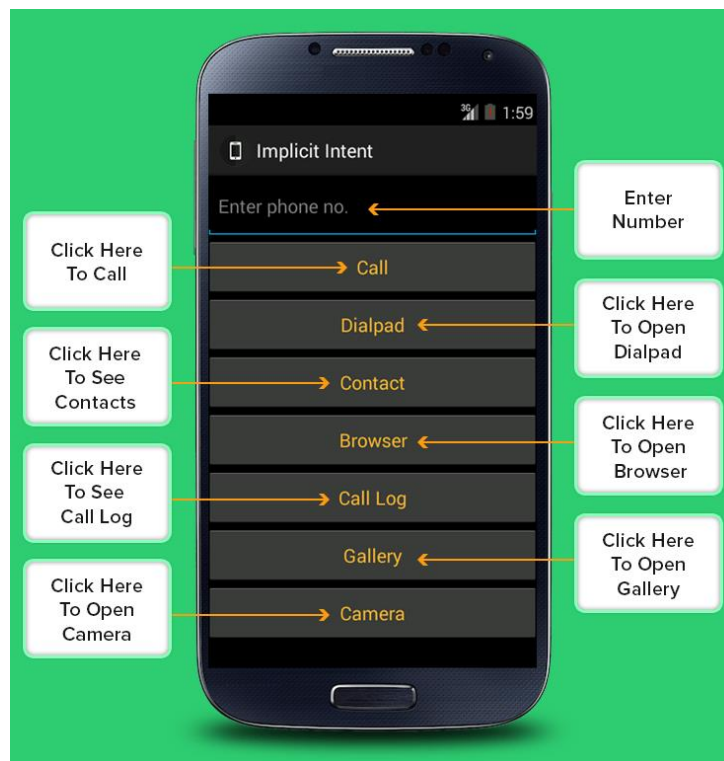 3G 1:59
Implicit Intent
Enter phone no.
Enter
Number
Click Here
To Call
Call
Click Here
To Open
Dialpad
Dialpad
Click Here
To See
Contacts
Contact
Click Here
To Open
Browser
Browser
Click Here
To See
Call Log
Call Log
Click Here
To Open
Gallery
Gallery
Click Here
To Open
Camera
Camera